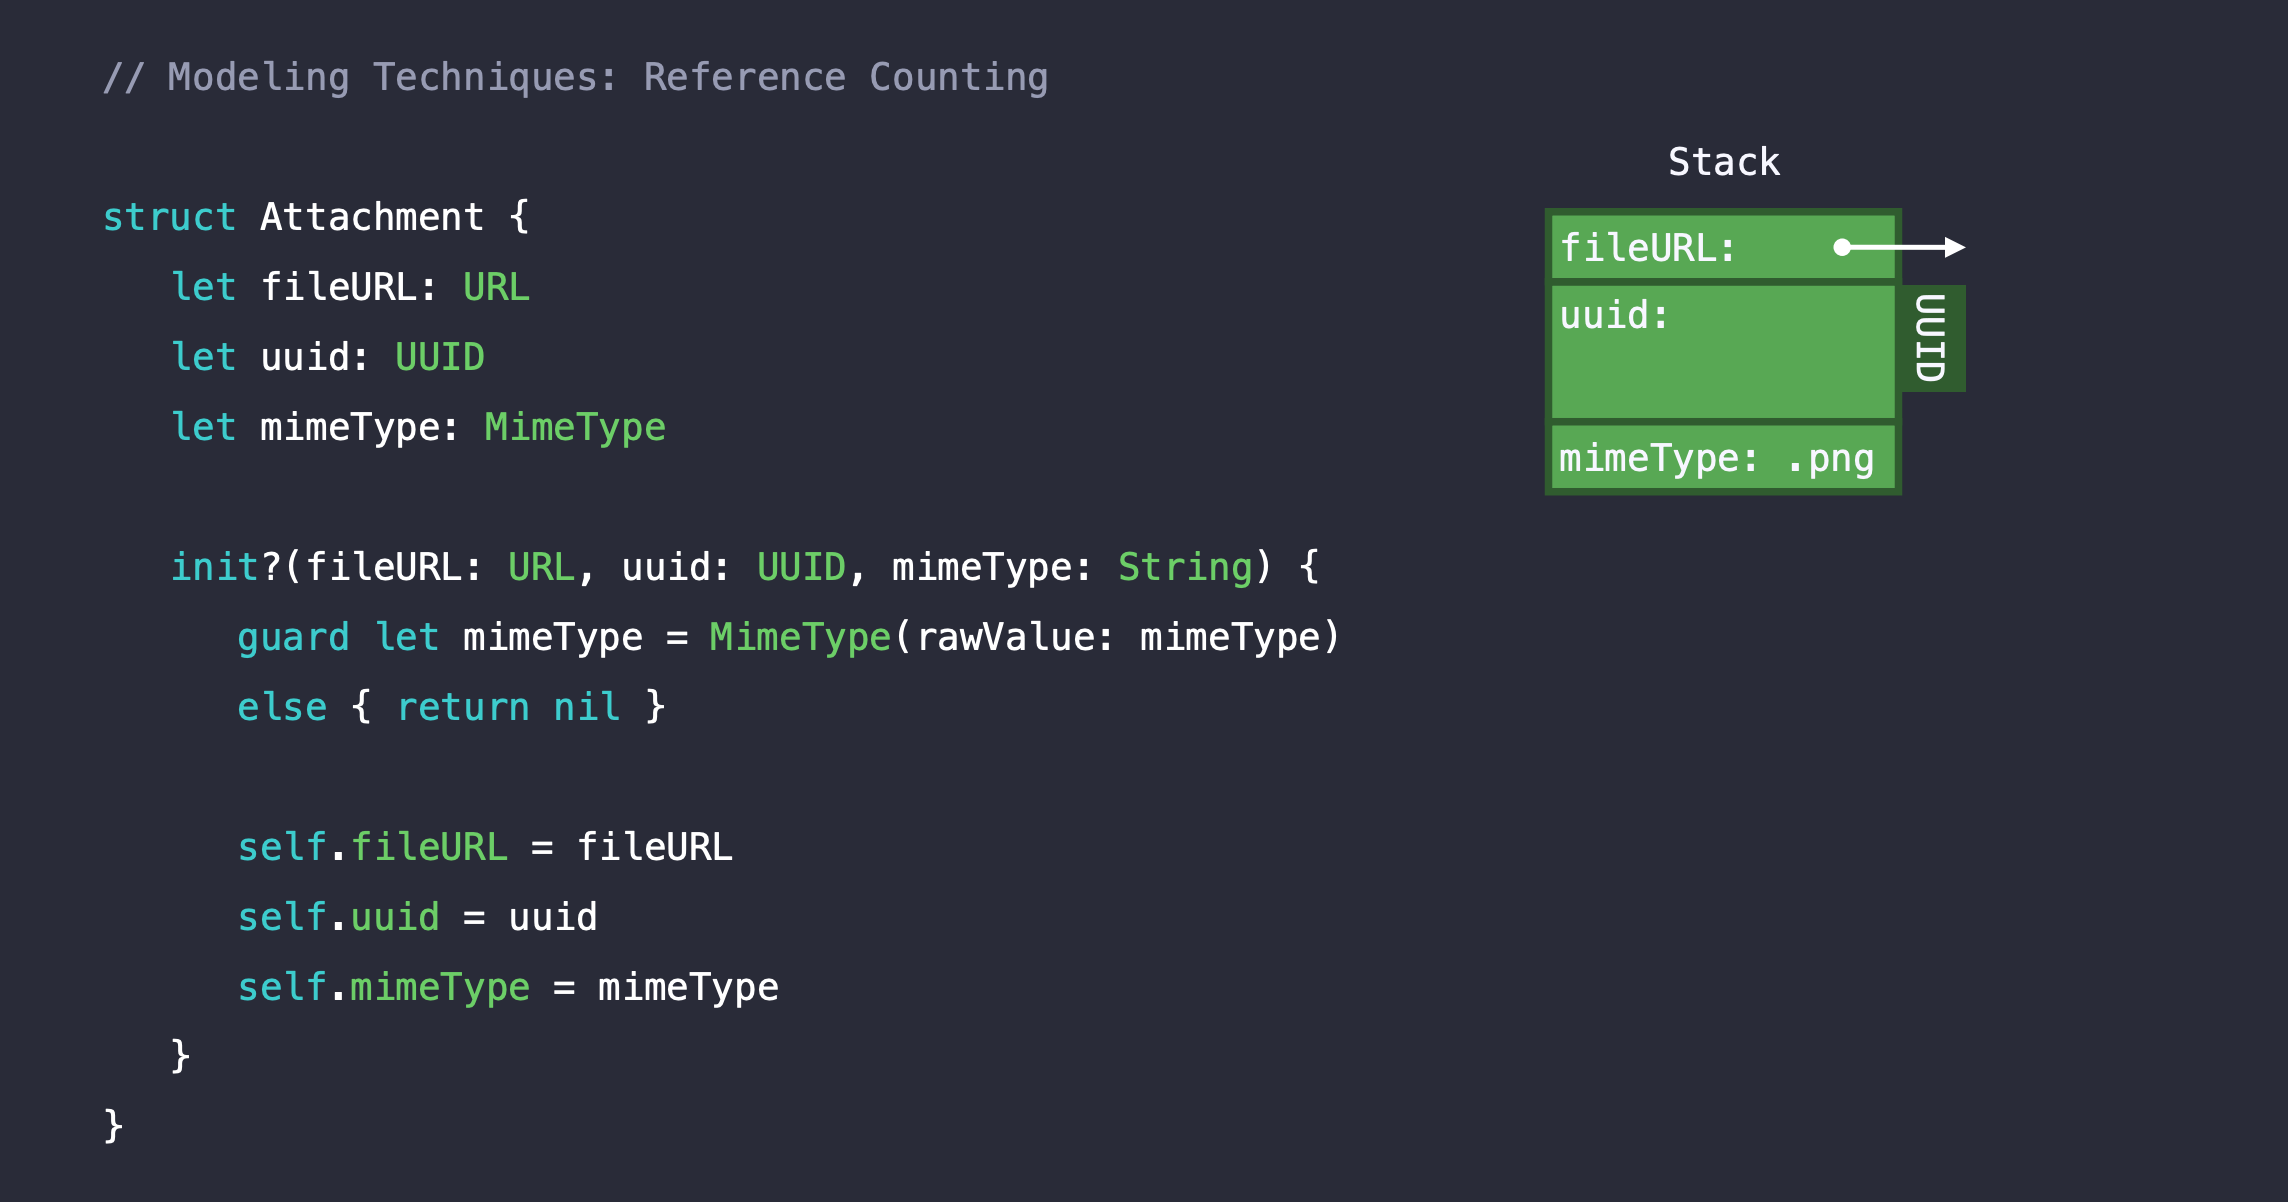 // Modeling Techniques: Reference Counting
struct Attachment {
let fileURL: URL
let uuid: UUID
let mimeType: MimeType
init?(fileURL: URL, uuid: UUID, mimeType: String) {
guard let mimeType = MimeType(rawValue: mimeType)
else { return nil }
self.fileURL = fileURL
self.uuid = uuid
self.mimeType = mimeType
}
}
Stack
fileURL:
uuid:
UUID
mimeType: .png